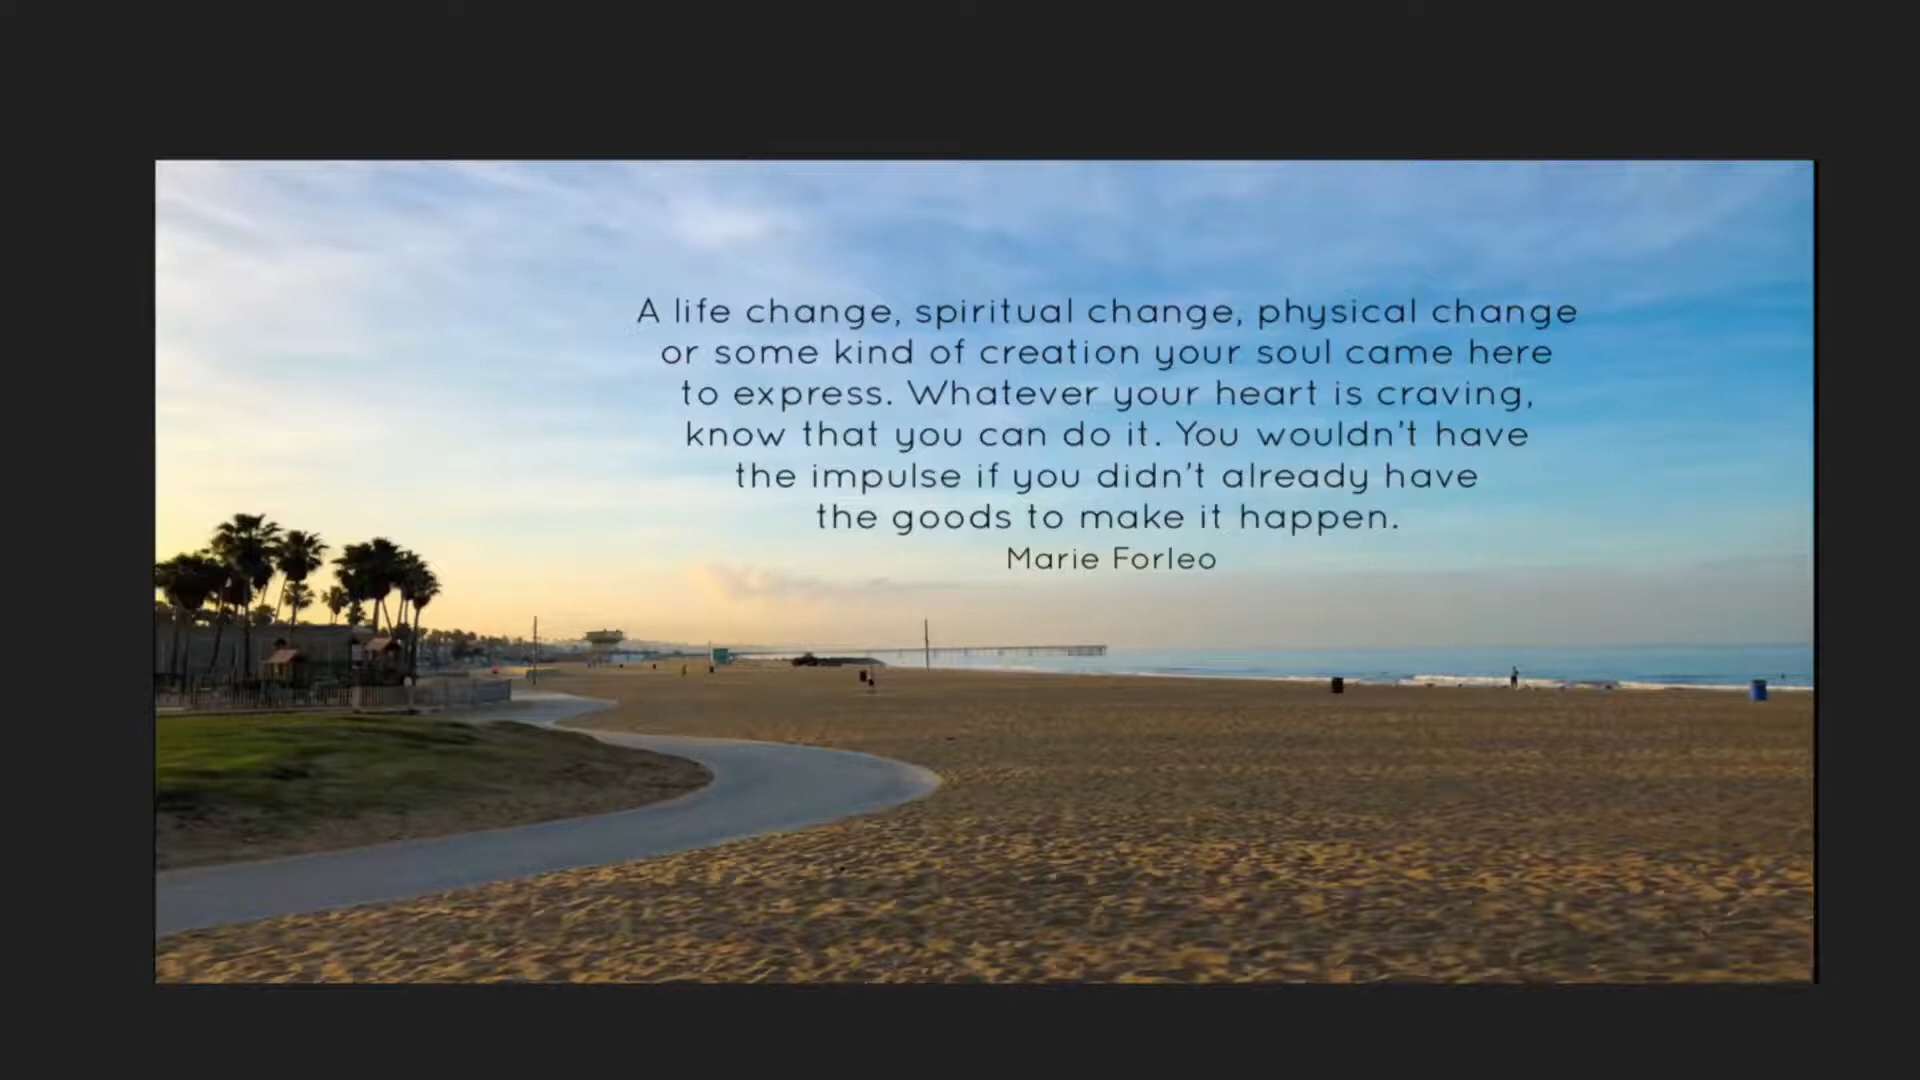 A life change, spiritual change, physical change
or some kind of creation your soul came here
to express. Whatever your heart is craving,
know that you can do it. You wouldn't have
the impulse if you didn't already have
the goods to make it happen.
Marie Forleo